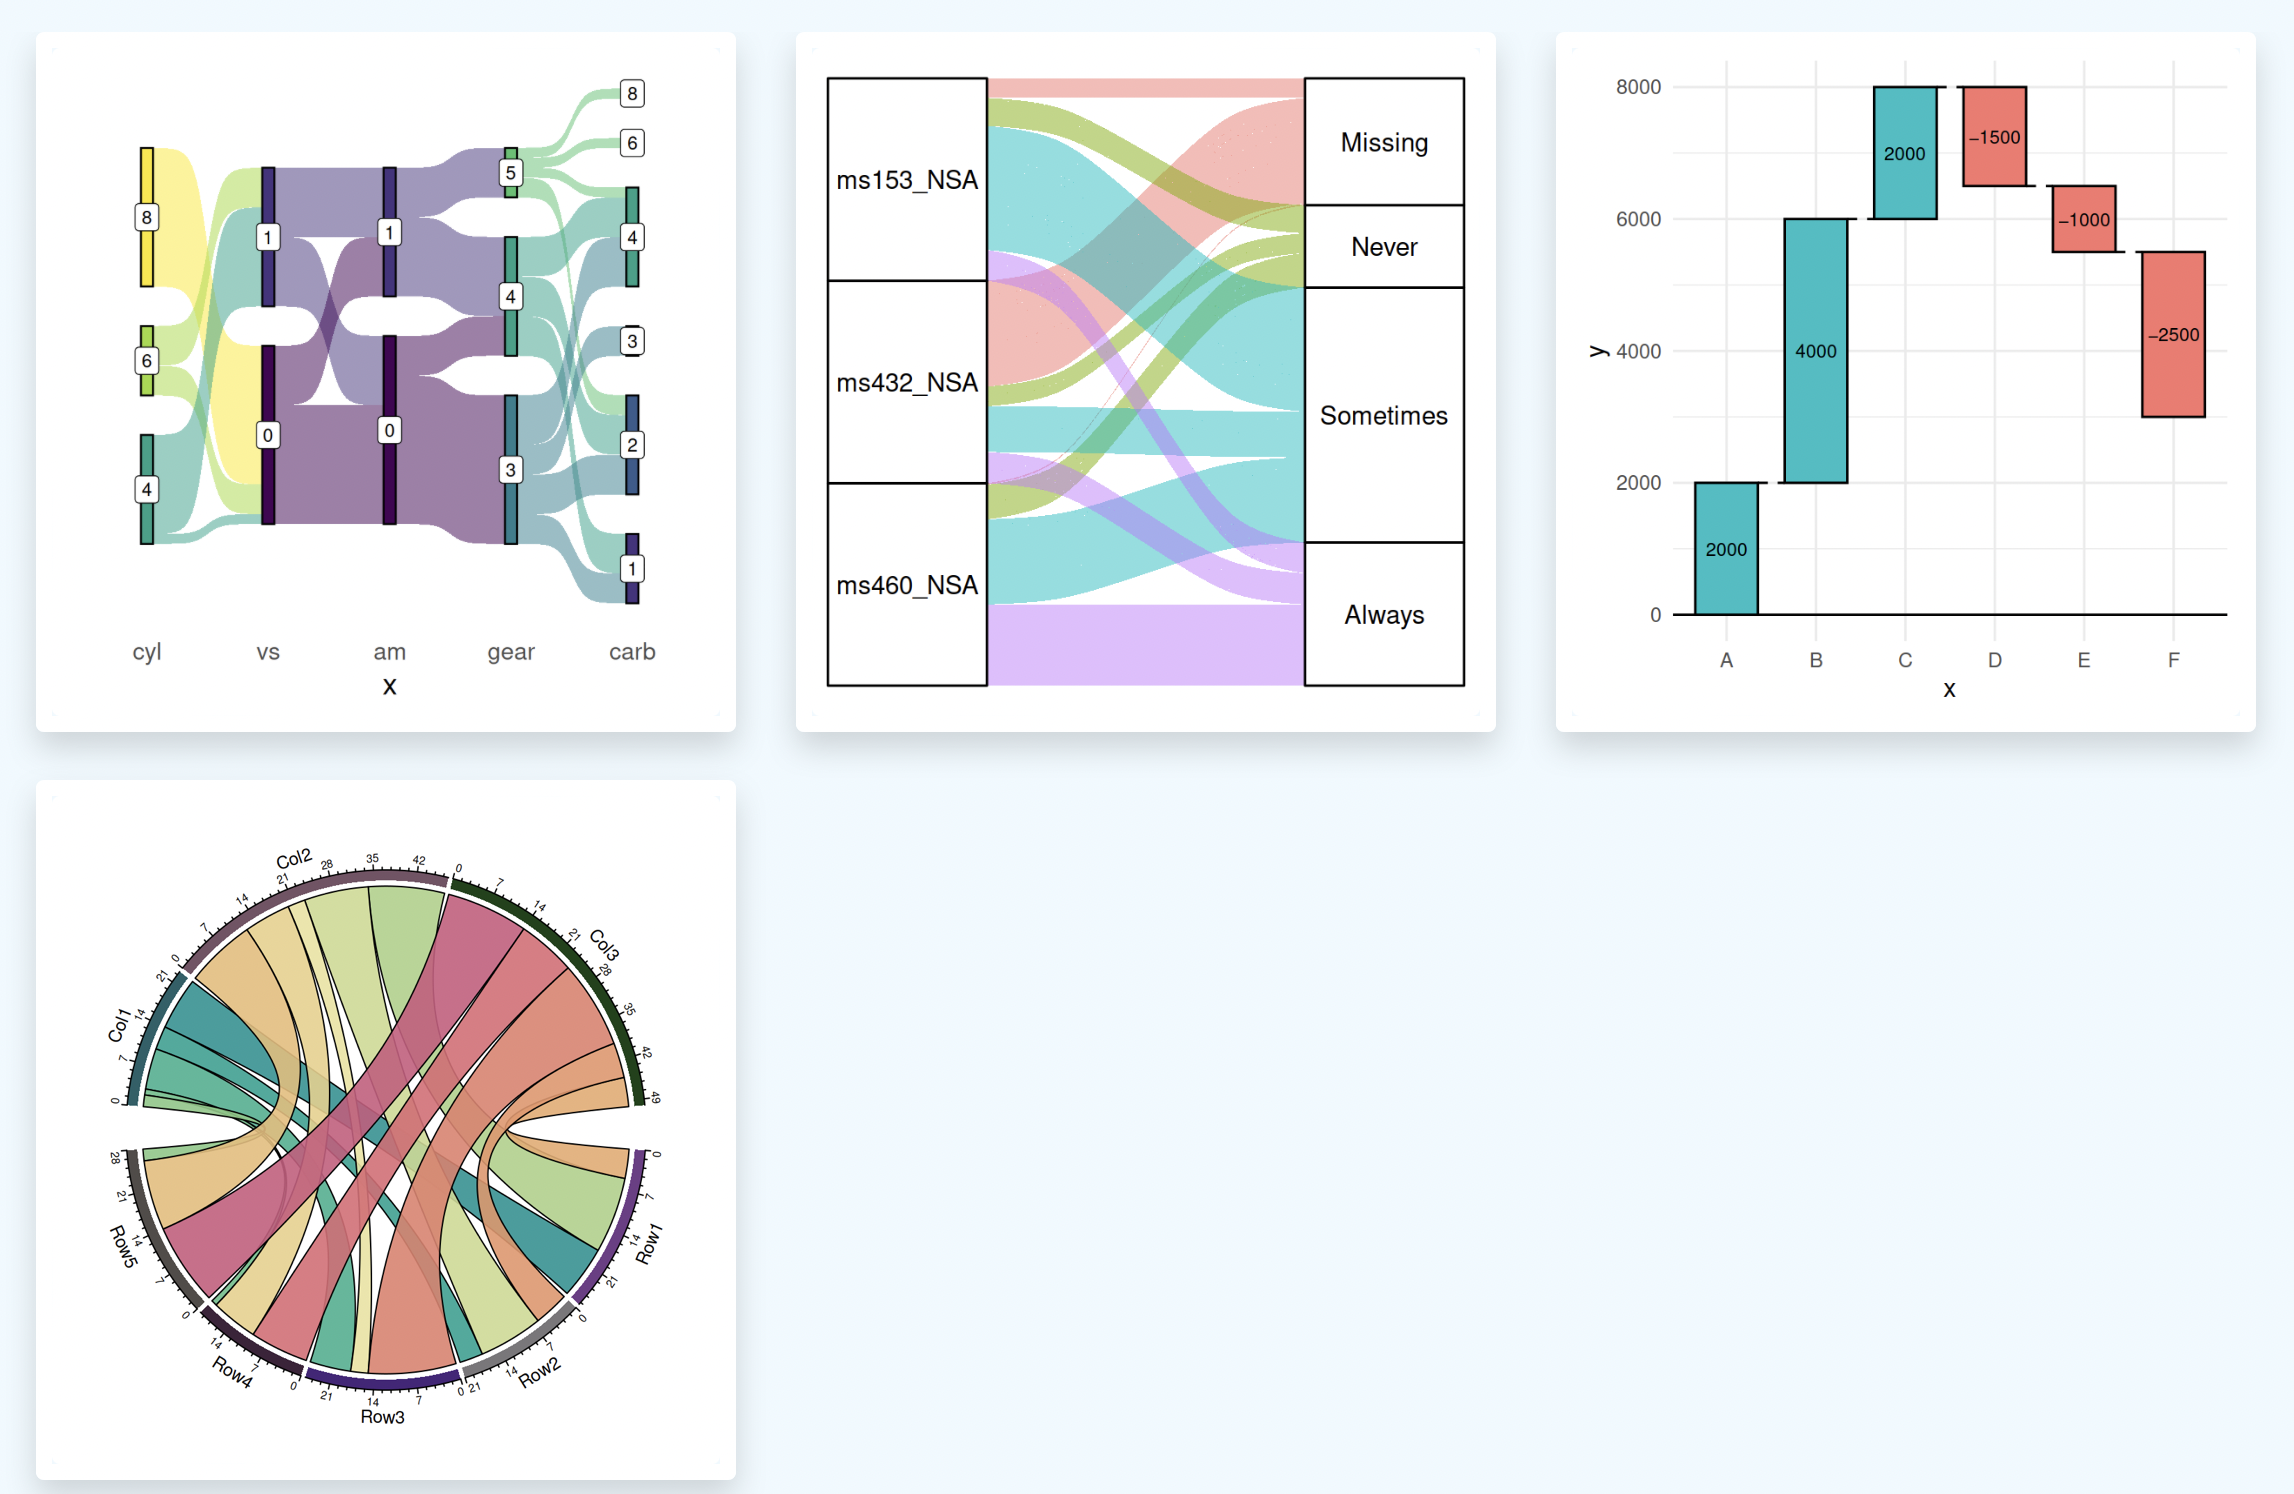 8
6
8
5
4
1
1
8
4
3
6
0
0
4
3
2
4
1
cyl vs am gear carb
x
ms153_NSA
ms432_NSA
ms460_NSA
Missing
Never
Sometimes
Always
8000
6000
4000
2000
0
y
2000
4000
2000
−1500
−1000
−2500
A B C D E F
x
Col1
0 7 14 21
Col2
0 7 14 21 28 35 42
Col3
0 7 14 21 28 35 42 49
Row1
0 7 14 21
Row2
0 7 14 21
Row3
0 7 14 21
Row4
0 7 14
Row5
0 7 14 21 28